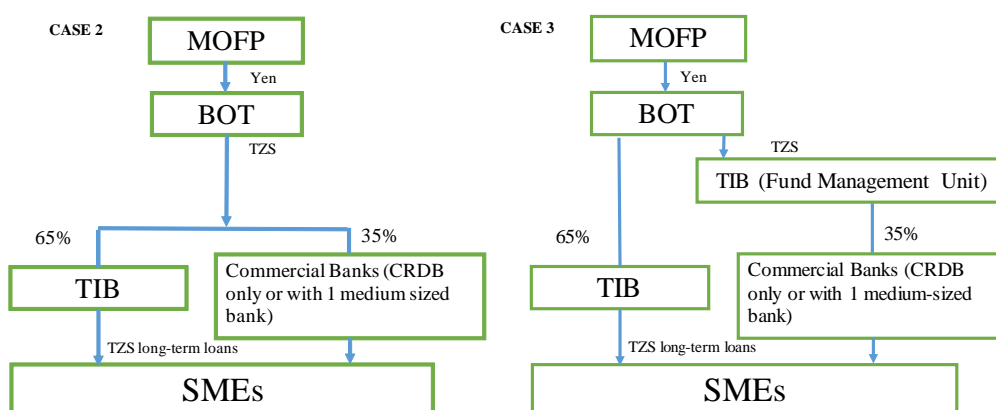 CASE 2
MOFP
Yen
BOT
TZS
65%
35%
TIB
Commercial Banks (CRDB
only or with 1 medium sized
bank)
TZS long-term loans
SMEs
CASE 3
MOFP
Yen
BOT
TZS
TIB (Fund Management Unit)
65%
35%
TIB
Commercial Banks (CRDB
only or with 1 medium-sized
bank)
TZS long-term loans
SMEs